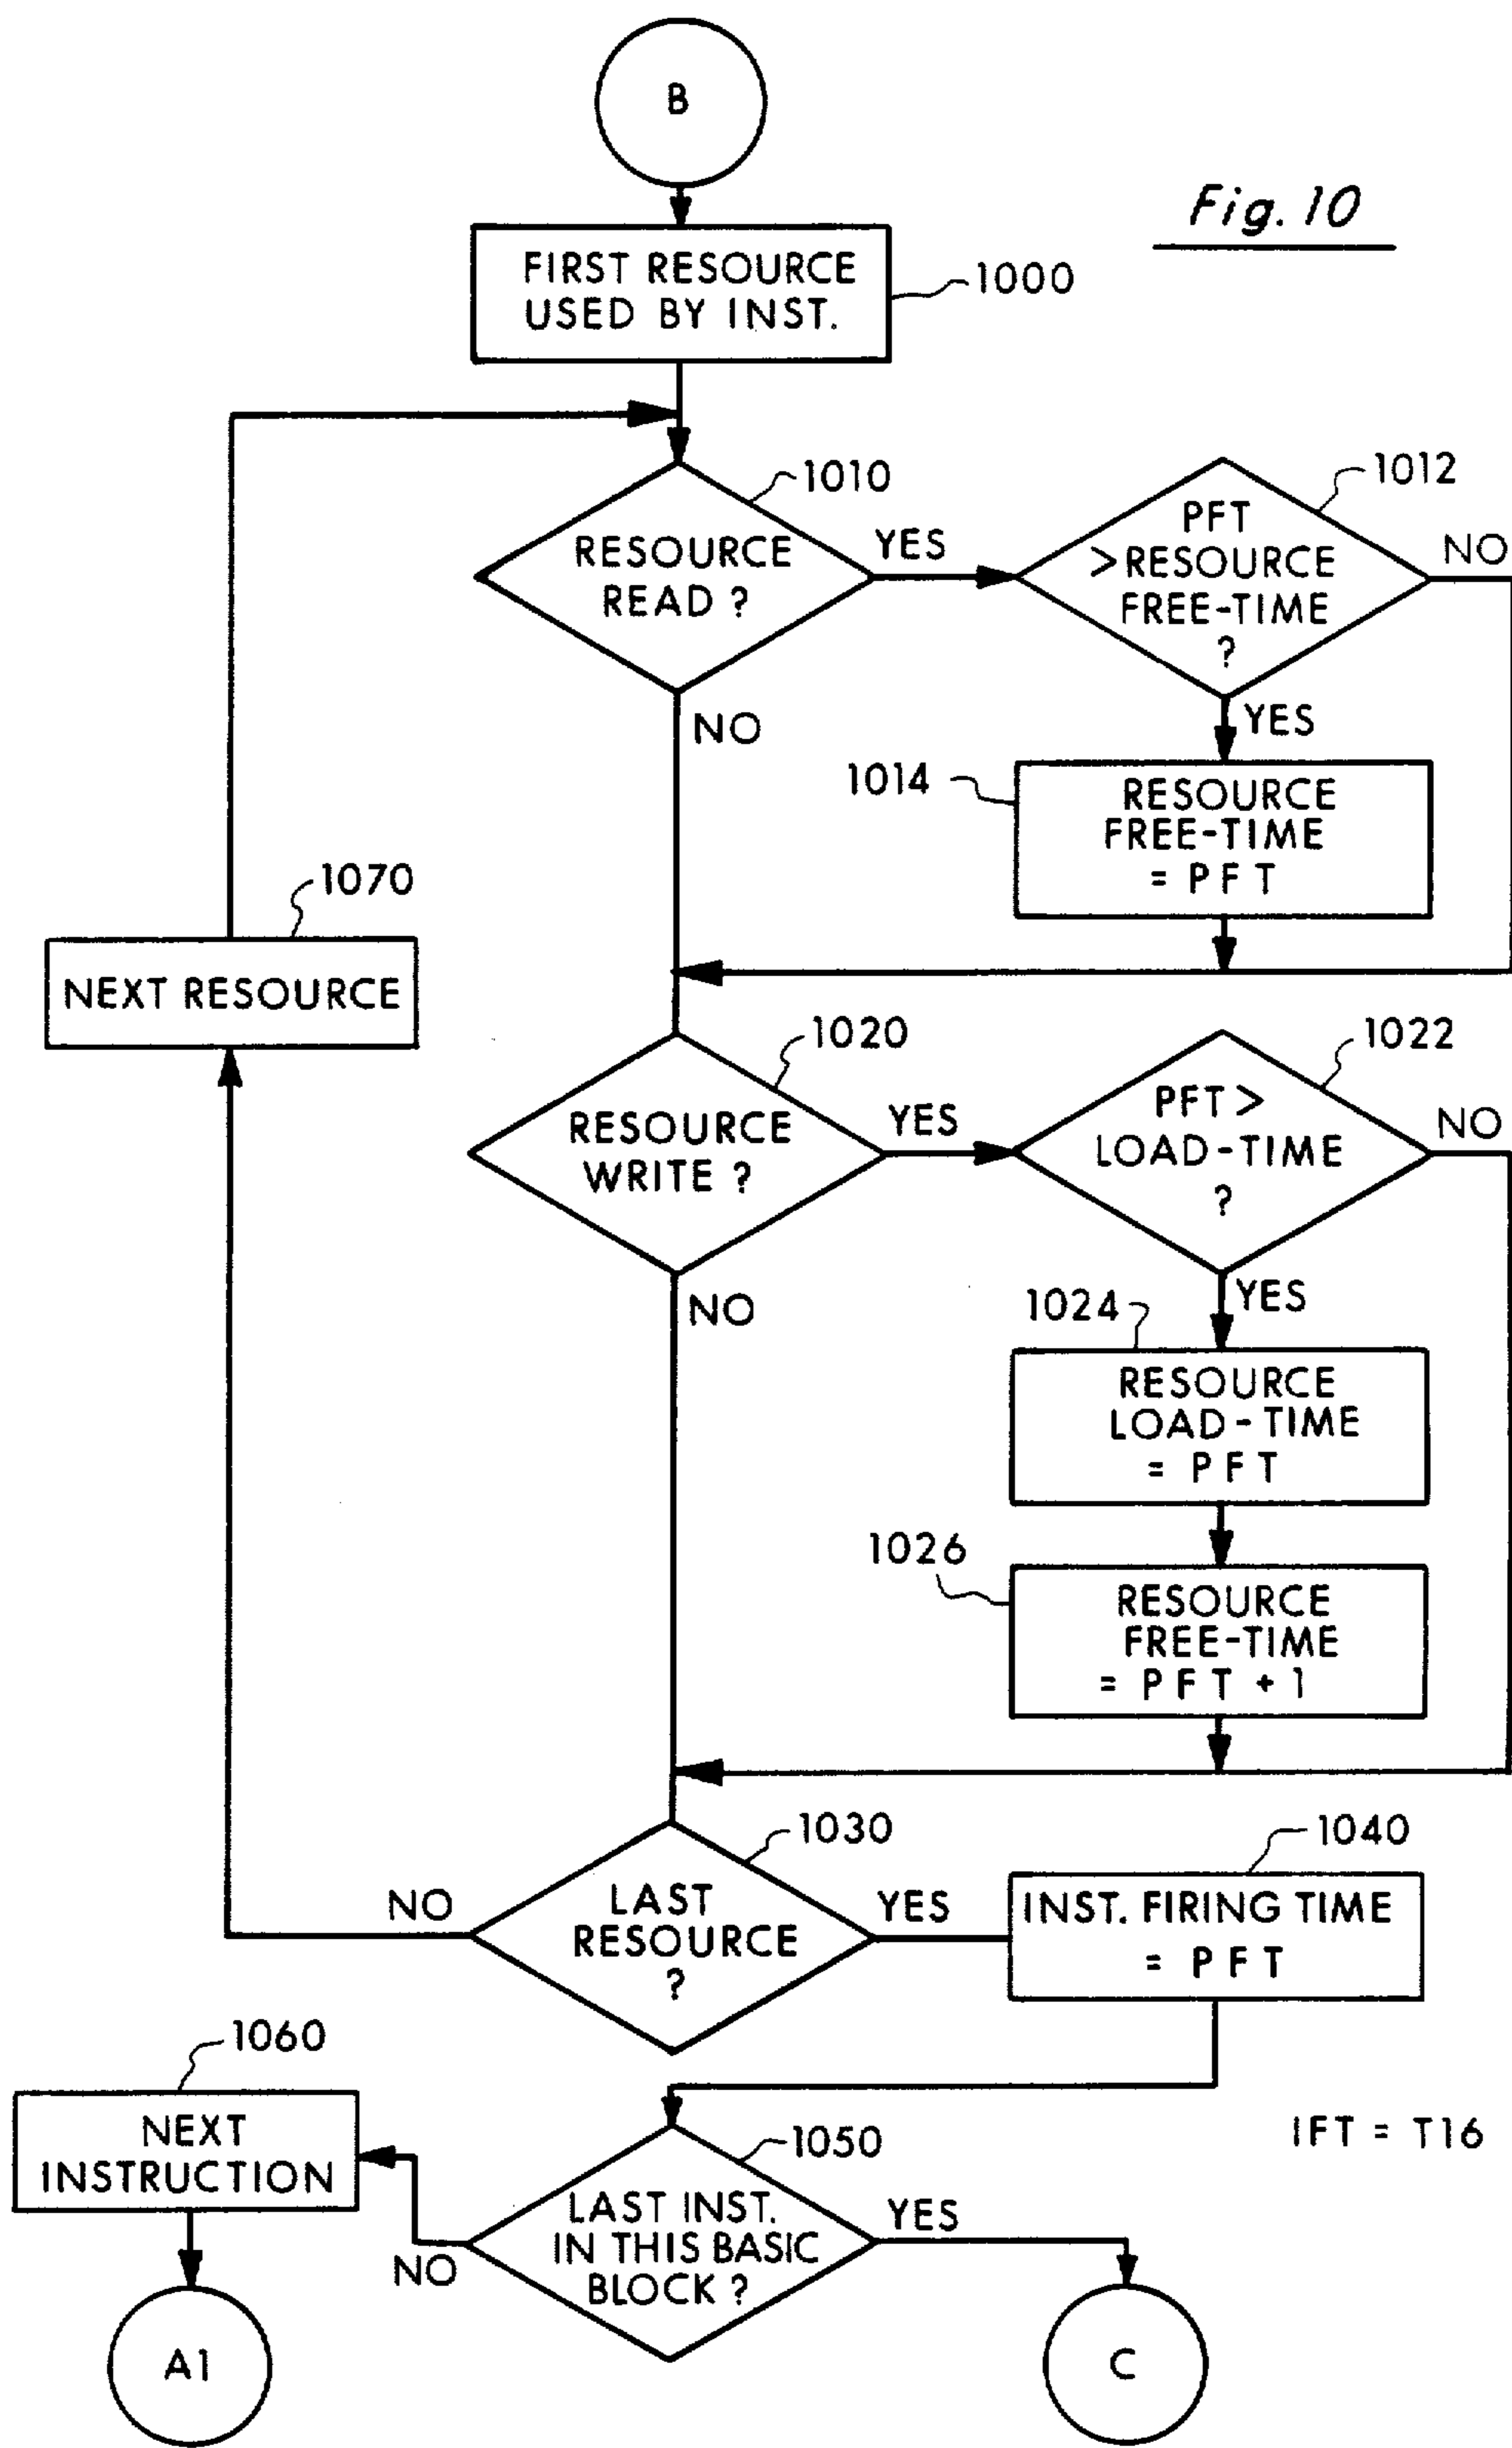 B
Fig. 10
FIRST RESOURCE
USED BY INST.
1000
1010
RESOURCE
READ ?
YES
NO
1012
PFT
>RESOURCE
FREE-TIME
?
NO
YES
1014
RESOURCE
FREE-TIME
= PFT
1070
NEXT RESOURCE
1020
RESOURCE
WRITE ?
YES
NO
1022
PFT >
LOAD-TIME
?
NO
YES
1024
RESOURCE
LOAD-TIME
= PFT
1026
RESOURCE
FREE-TIME
= PFT + 1
1030
LAST
RESOURCE
?
NO
YES
1040
INST. FIRING TIME
= PFT
1060
NEXT
INSTRUCTION
1050
LAST INST.
IN THIS BASIC
BLOCK ?
NO
YES
IFT = T16
A1
C